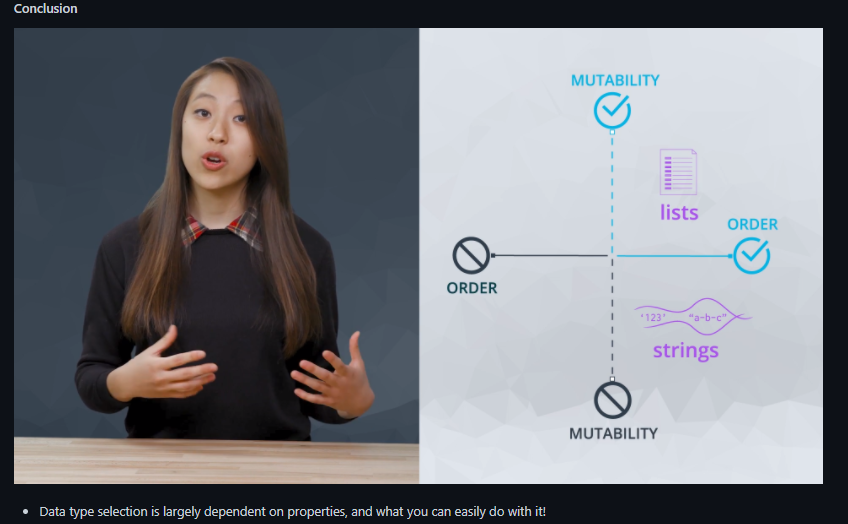 Conclusion
MUTABILITY
lists
ORDER
ORDER
'123' "a-b-c"
strings
MUTABILITY
Data type selection is largely dependent on properties, and what you can easily do with it!